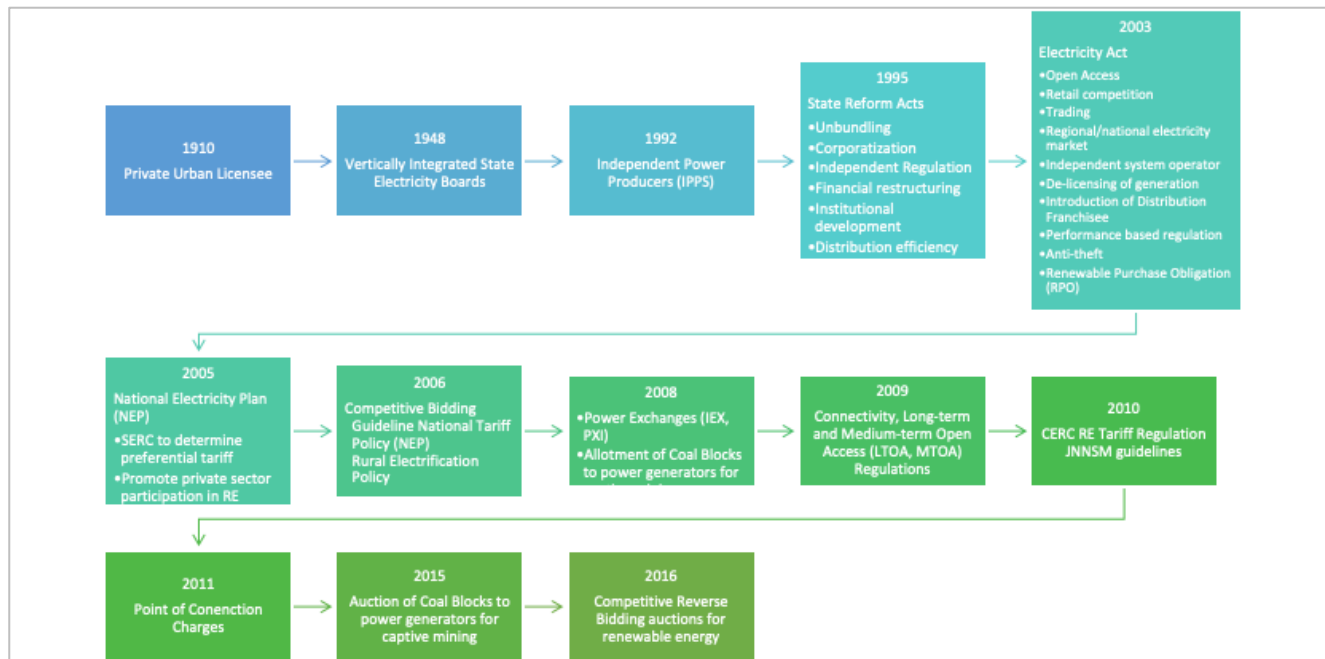 1910
Private Urban Licensee
1948
Vertically Integrated State
Electricity Boards
1992
Independent Power
Producers (IPPS)
1995
State Reform Acts
•Unbundling
•Corporatization
•Independent Regulation
•Financial restructuring
•Institutional
development
•Distribution efficiency
2003
Electricity Act
•Open Access
•Retail competition
•Trading
•Regional/national electricity
market
•Independent system operator
•De-licensing of generation
•Introduction of Distribution
Franchisee
•Performance based regulation
•Anti-theft
•Renewable Purchase Obligation
(RPO)
2005
National Electricity Plan
(NEP)
•SERC to determine
preferential tariff
•Promote private sector
participation in RE
2006
Competitive Bidding
Guideline National Tariff
Policy (NEP)
Rural Electrification
Policy
2008
•Power Exchanges (IEX,
PXI)
•Allotment of Coal Blocks
to power generators for
2009
Connectivity, Long-term
and Medium-term Open
Access (LTOA, MTOA)
Regulations
2010
CERC RE Tariff Regulation
JNNSM guidelines
2011
Point of Conenction
Charges
2015
Auction of Coal Blocks to
power generators for
captive mining
2016
Competitive Reverse
Bidding auctions for
renewable energy